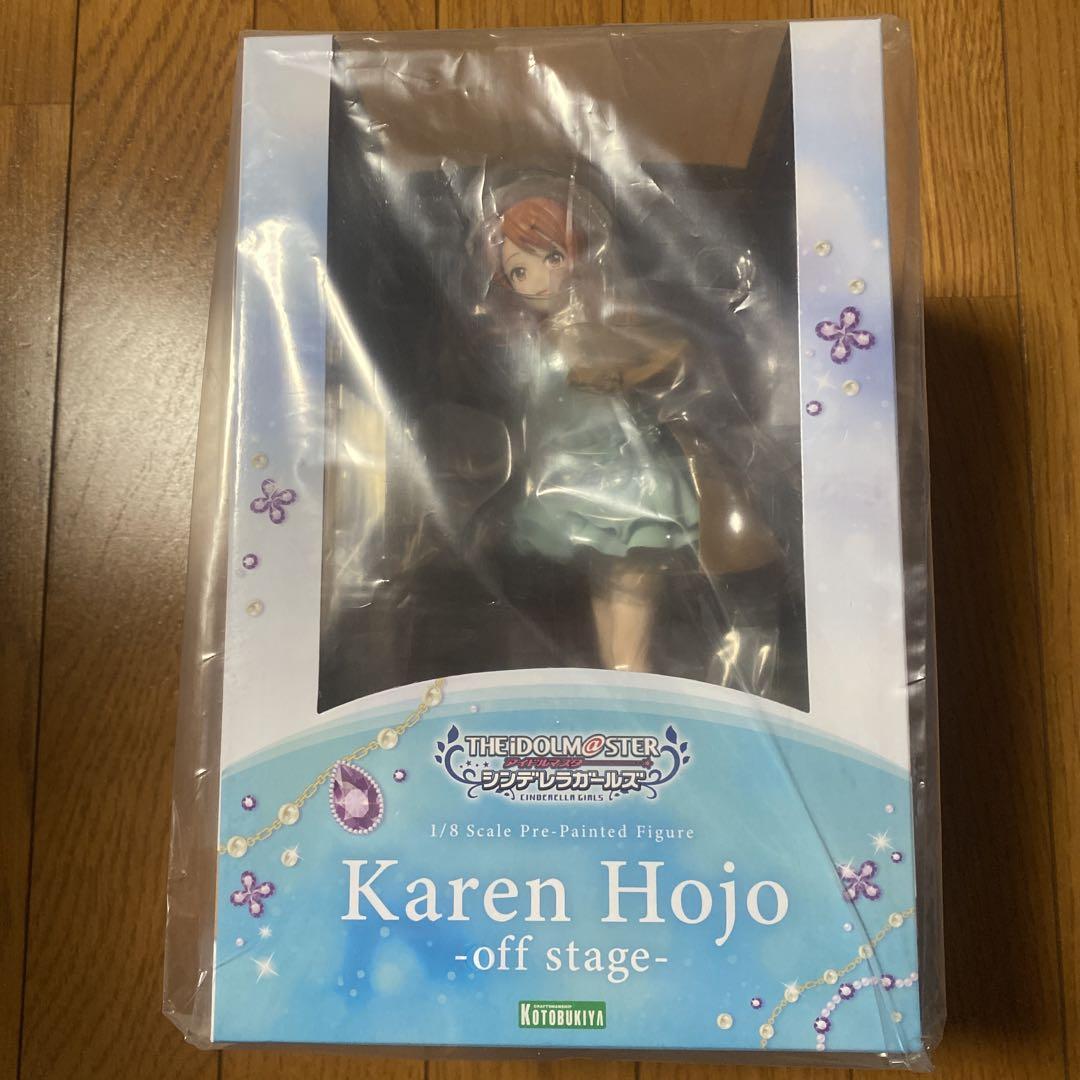 THE iDOLM@STER
アイドルマスター
シンデレラガールズ
CINDERELLA GIRLS
1/8 Scale Pre-Painted Figure
Karen Hojo
-off stage-
CRAFTSMANSHIP
KOTOBUKIYA